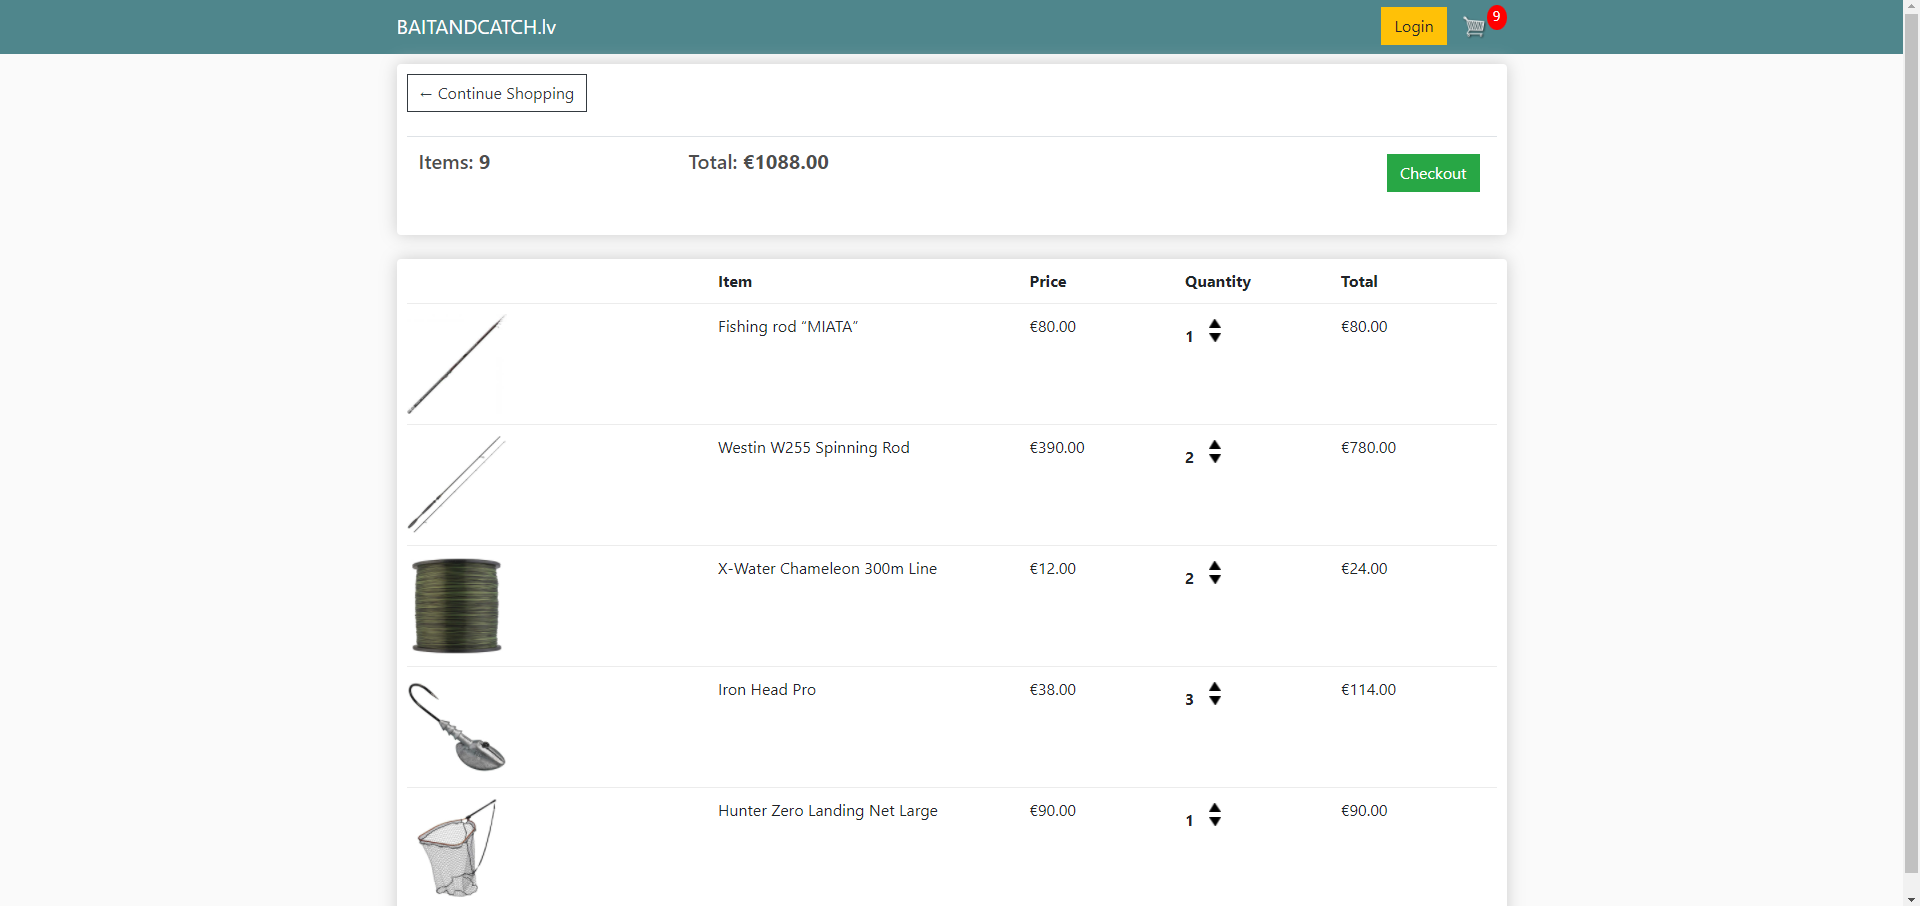 BAITANDCATCH.lv Login 9
← Continue Shopping
Items: 9 Total: €1088.00 Checkout
Item Price Quantity Total
Fishing rod “MIATA” €80.00 1 €80.00
Westin W255 Spinning Rod €390.00 2 €780.00
X-Water Chameleon 300m Line €12.00 2 €24.00
Iron Head Pro €38.00 3 €114.00
Hunter Zero Landing Net Large €90.00 1 €90.00